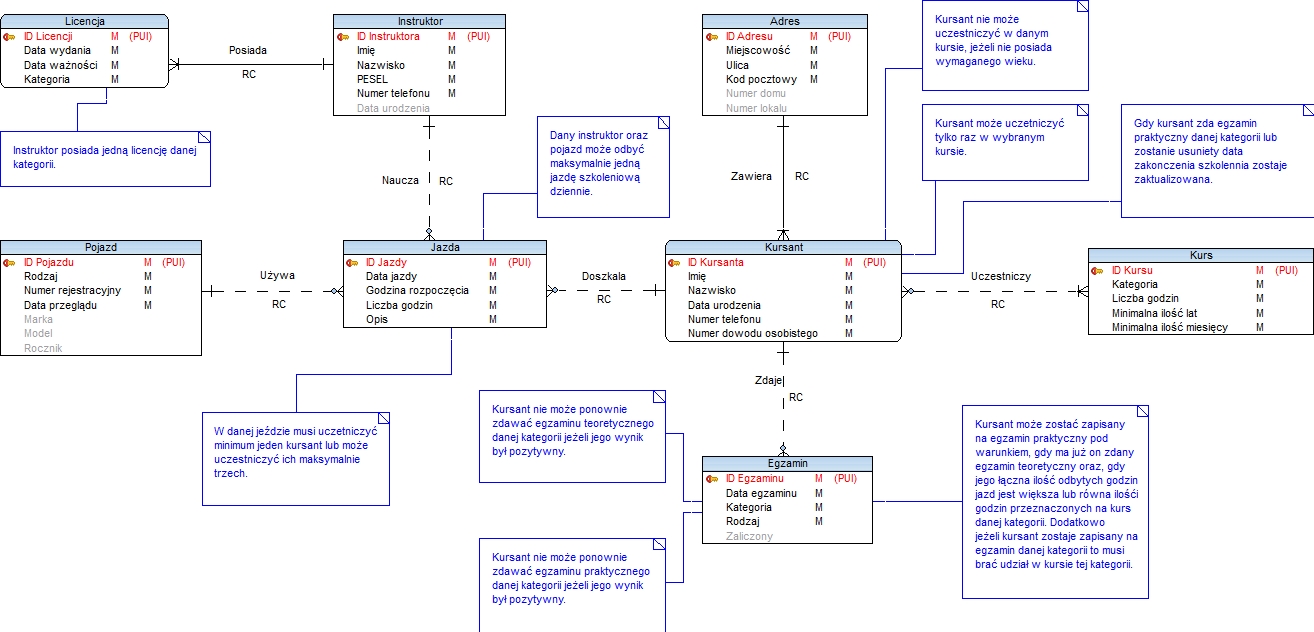 Licencja
ID Licencji M (PUI)
Data wydania M
Data ważności M
Kategoria M
Posiada
RC
Instruktor
ID Instruktora M (PUI)
Imię M
Nazwisko M
PESEL M
Numer telefonu M
Data urodzenia
Adres
ID Adresu M (PUI)
Miejscowość M
Ulica M
Kod pocztowy M
Numer domu
Numer lokalu
Kursant nie może
uczestniczyć w danym
kursie, jeżeli nie posiada
wymaganego wieku.
Instruktor posiada jedną licencję danej
kategorii.
Naucza
RC
Dany instruktor oraz
pojazd może odbyć
maksymalnie jedną
jazdę szkoleniową
dziennie.
Zawiera
RC
Kursant może uczetniczyć
tylko raz w wybranym
kursie.
Gdy kursant zda egzamin
praktyczny danej kategorii lub
zostanie usuniety data
zakonczenia szkolennia zostaje
zaktualizowana.
Pojazd
ID Pojazdu M (PUI)
Rodzaj M
Numer rejestracyjny M
Data przeglądu M
Marka
Model
Rocznik
Używa
RC
Jazda
ID Jazdy M (PUI)
Data jazdy M
Godzina rozpoczęcia M
Liczba godzin M
Opis M
Doszkala
RC
Kursant
ID Kursanta M (PUI)
Imię M
Nazwisko M
Data urodzenia M
Numer telefonu M
Numer dowodu osobistego M
Uczestniczy
RC
Kurs
ID Kursu M (PUI)
Kategoria M
Liczba godzin M
Minimalna ilość lat M
Minimalna ilość miesięcy M
W danej jeździe musi uczetniczyć
minimum jeden kursant lub może
uczestniczyć ich maksymalnie
trzech.
Zdaje
RC
Kursant nie może ponownie
zdawać egzaminu teoretycznego
danej kategorii jeżeli jego wynik
był pozytywny.
Egzamin
ID Egzaminu M (PUI)
Data egzaminu M
Kategoria M
Rodzaj M
Zaliczony
Kursant może zostać zapisany
na egzamin praktyczny pod
warunkiem, gdy ma już on zdany
egzamin teoretyczny oraz, gdy
jego łączna ilość odbytych godzin
jazd jest większa lub równa ilośći
godzin przeznaczonych na kurs
danej kategorii. Dodatkowo
jeżeli kursant zostaje zapisany na
egzamin danej kategorii to musi
brać udział w kursie tej kategorii.
Kursant nie może ponownie
zdawać egzaminu praktycznego
danej kategorii jeżeli jego wynik
był pozytywny.